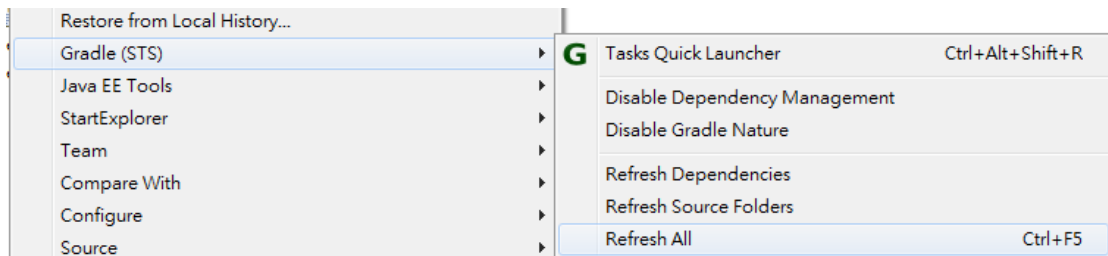 Restore from Local History...
Gradle (STS)
Java EE Tools
StartExplorer
Team
Compare With
Configure
Source
G Tasks Quick Launcher Ctrl+Alt+Shift+R
Disable Dependency Management
Disable Gradle Nature
Refresh Dependencies
Refresh Source Folders
Refresh All Ctrl+F5